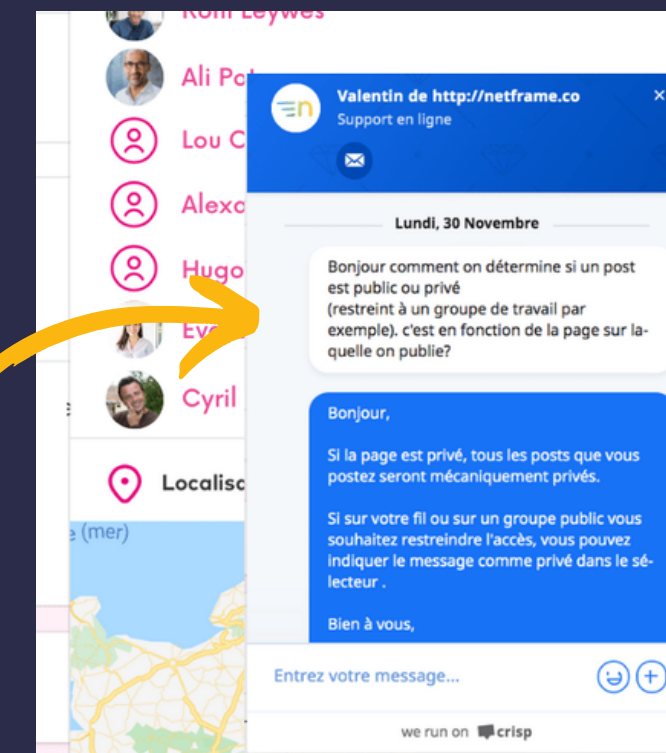 Ali
Lou
Hugo
Cyril
(mer)
Valentin de http://netframe.co
×
Support en ligne
Lundi, 30 Novembre
Bonjour comment on détermine si un post
est public ou privé
(restreint à un groupe de travail par
exemple). c'est en fonction de la page sur la-
quelle on publie?
Bonjour,
Si la page est privé, tous les posts que vous
postez seront mécaniquement privés.
Si sur votre fil ou sur un groupe public vous
souhaitez restreindre l'accès, vous pouvez
indiquer le message comme privé dans le sé-
lecteur .
Bien à vous,
Entrez votre message...
we run on crisp